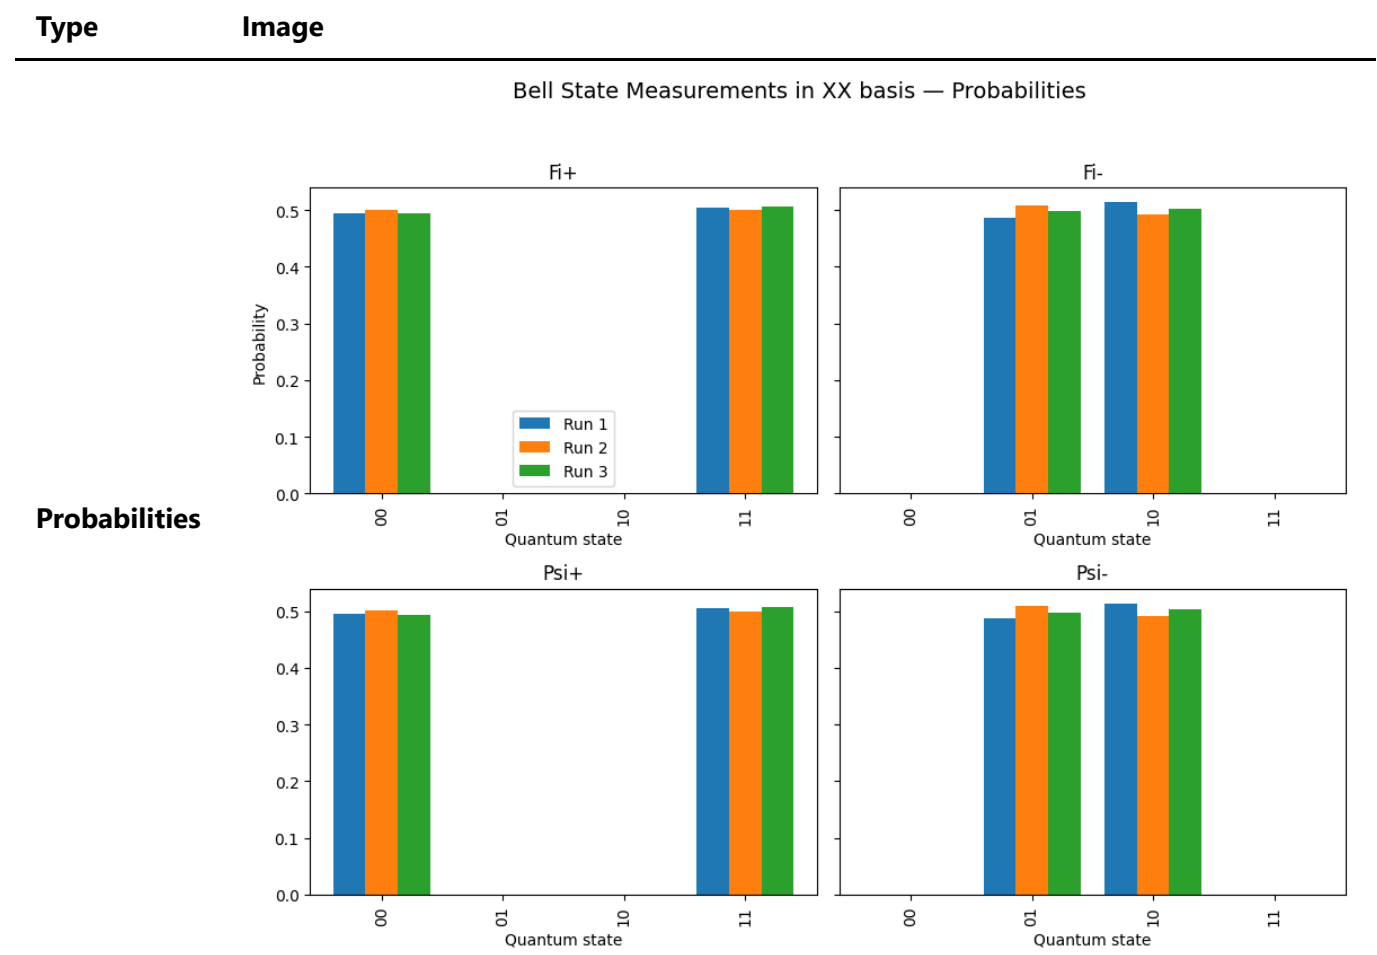 Type Image
Bell State Measurements in XX basis — Probabilities
Probabilities
Fi+
0.5
0.4
0.3
0.2
0.1
0.0
Probability
Run 1
Run 2
Run 3
00 01 10 11
Quantum state
Fi-
00 01 10 11
Quantum state
Psi+
0.5
0.4
0.3
0.2
0.1
0.0
00 01 10 11
Quantum state
Psi-
00 01 10 11
Quantum state